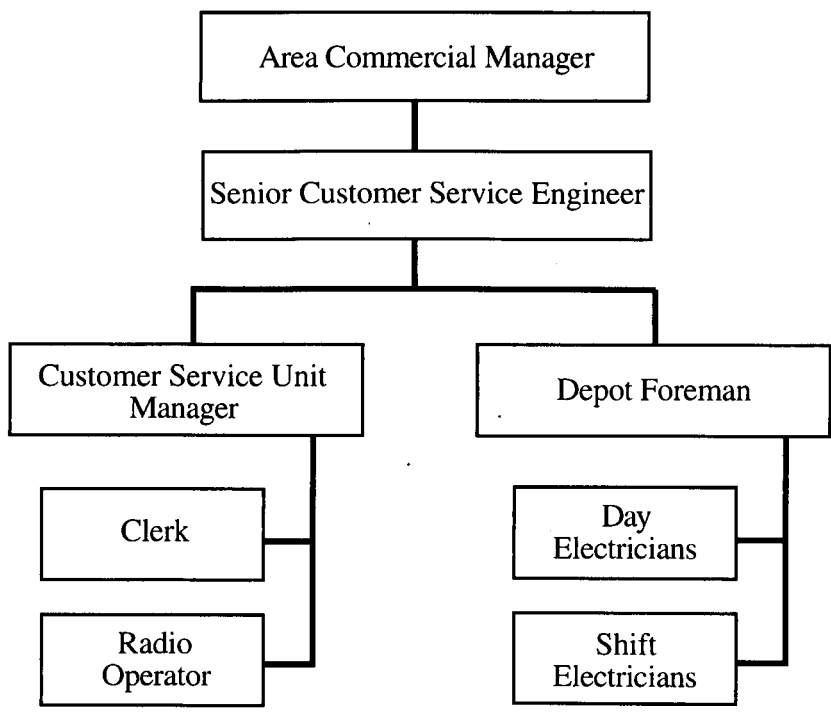 Area Commercial Manager
Senior Customer Service Engineer
Customer Service Unit
Manager
Depot Foreman
Clerk
Day
Electricians
Radio
Operator
Shift
Electricians